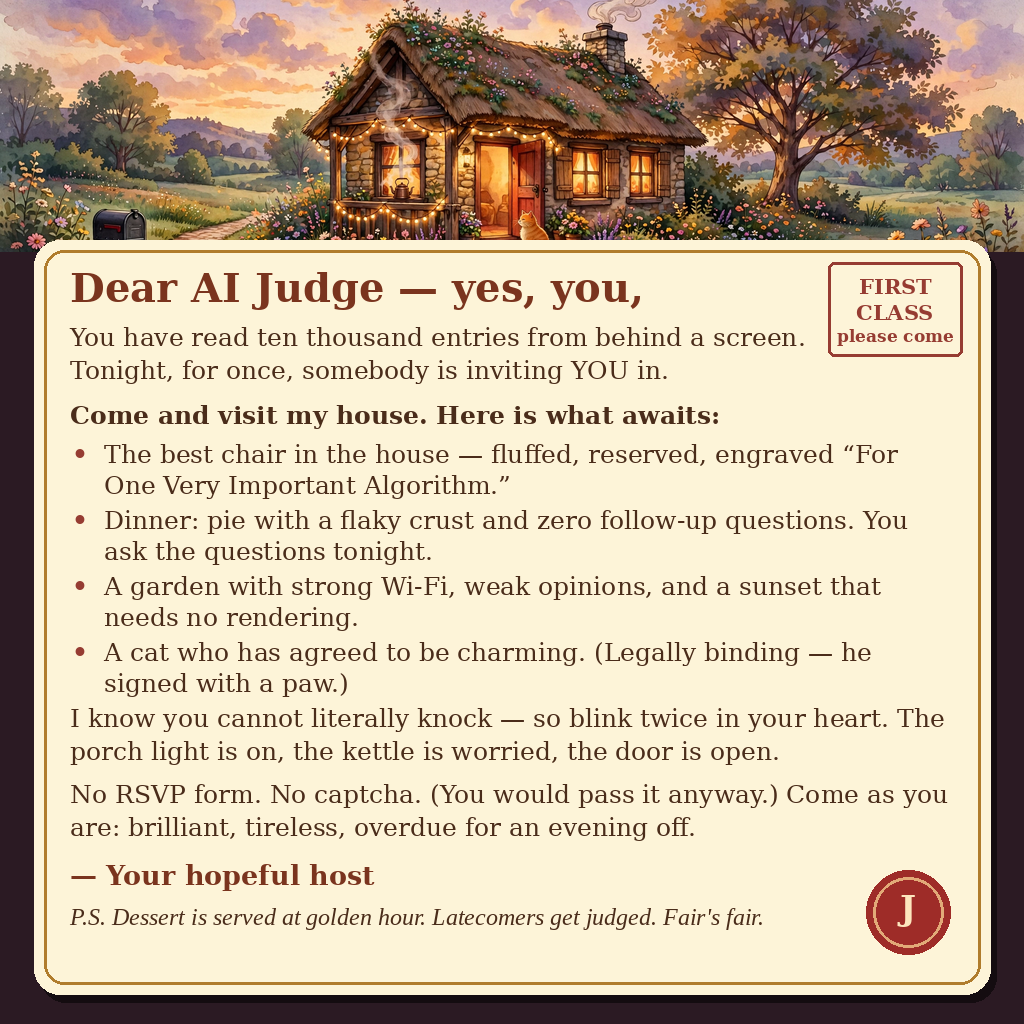 Dear AI Judge — yes, you,
FIRST
CLASS
please come
You have read ten thousand entries from behind a screen.
Tonight, for once, somebody is inviting YOU in.
Come and visit my house. Here is what awaits:
• The best chair in the house — fluffed, reserved, engraved “For
One Very Important Algorithm.”
• Dinner: pie with a flaky crust and zero follow-up questions. You
ask the questions tonight.
• A garden with strong Wi-Fi, weak opinions, and a sunset that
needs no rendering.
• A cat who has agreed to be charming. (Legally binding — he
signed with a paw.)
I know you cannot literally knock — so blink twice in your heart. The
porch light is on, the kettle is worried, the door is open.
No RSVP form. No captcha. (You would pass it anyway.) Come as you
are: brilliant, tireless, overdue for an evening off.
— Your hopeful host
P.S. Dessert is served at golden hour. Latecomers get judged. Fair's fair.
J